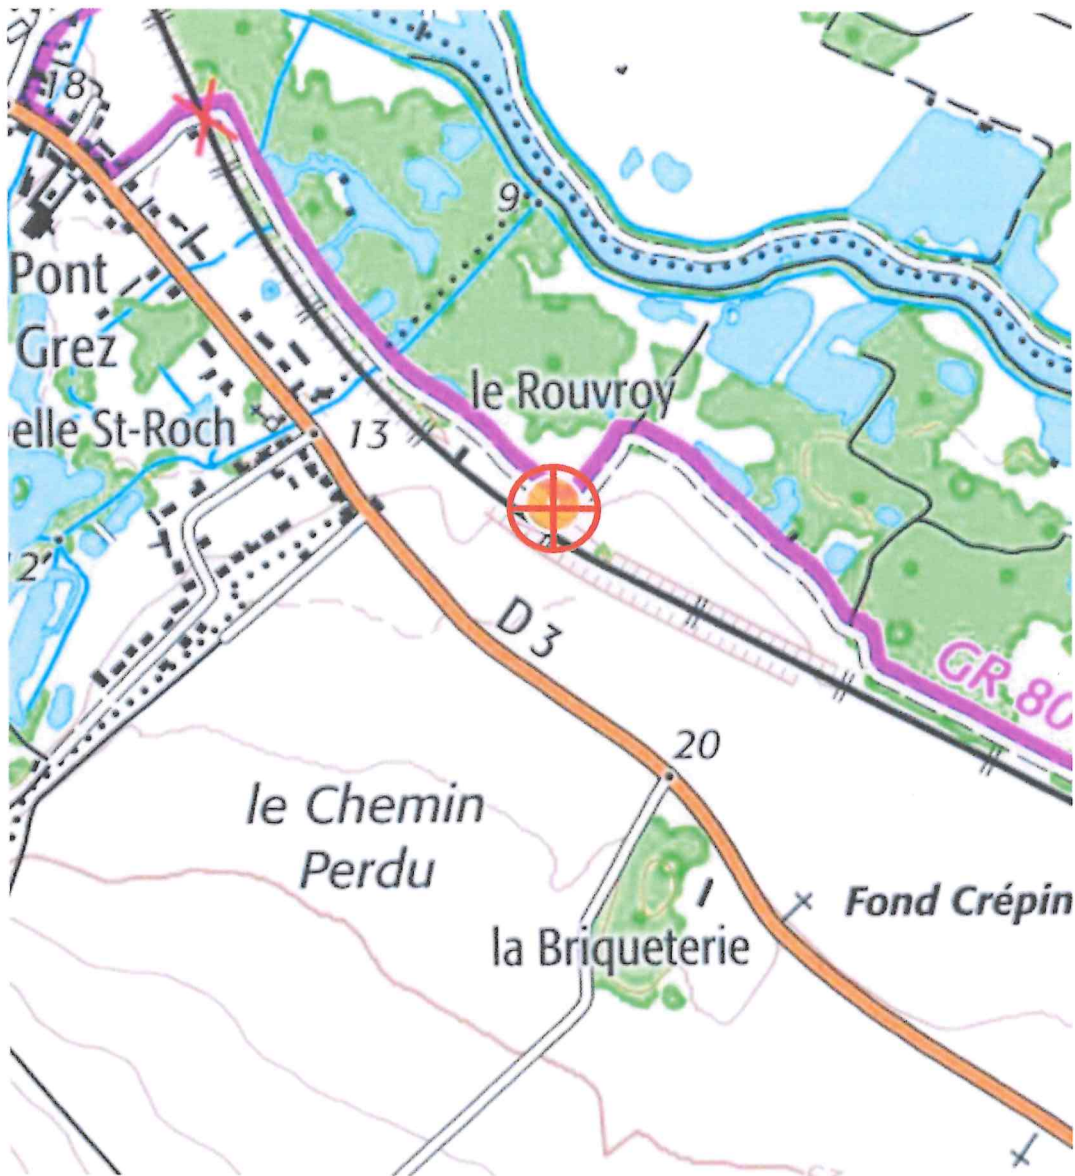 18
9
Pont
Grez
le Rouvroy
elle St-Roch
13
2
D 3
GR 80
20
le Chemin
Perdu
Fond Crépin
la Briqueterie